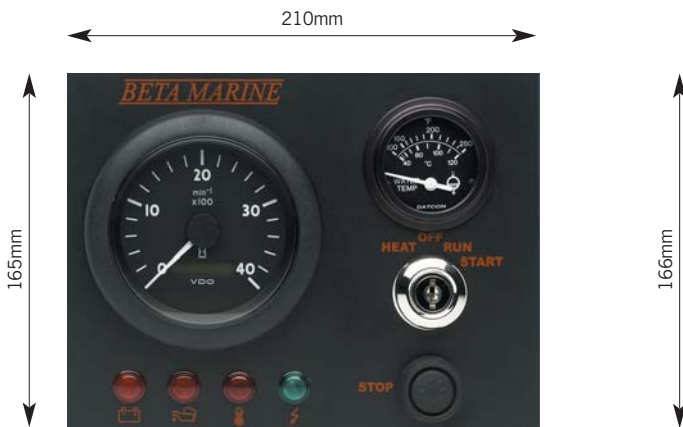 210mm
165mm
166mm
BETA MARINE
0
10
20
30
40
min⁻¹
x100
VDO
°F
100
150
200
250
40
80
100
120
°C
WATER
TEMP
DATCON
HEAT
OFF
RUN
START
STOP